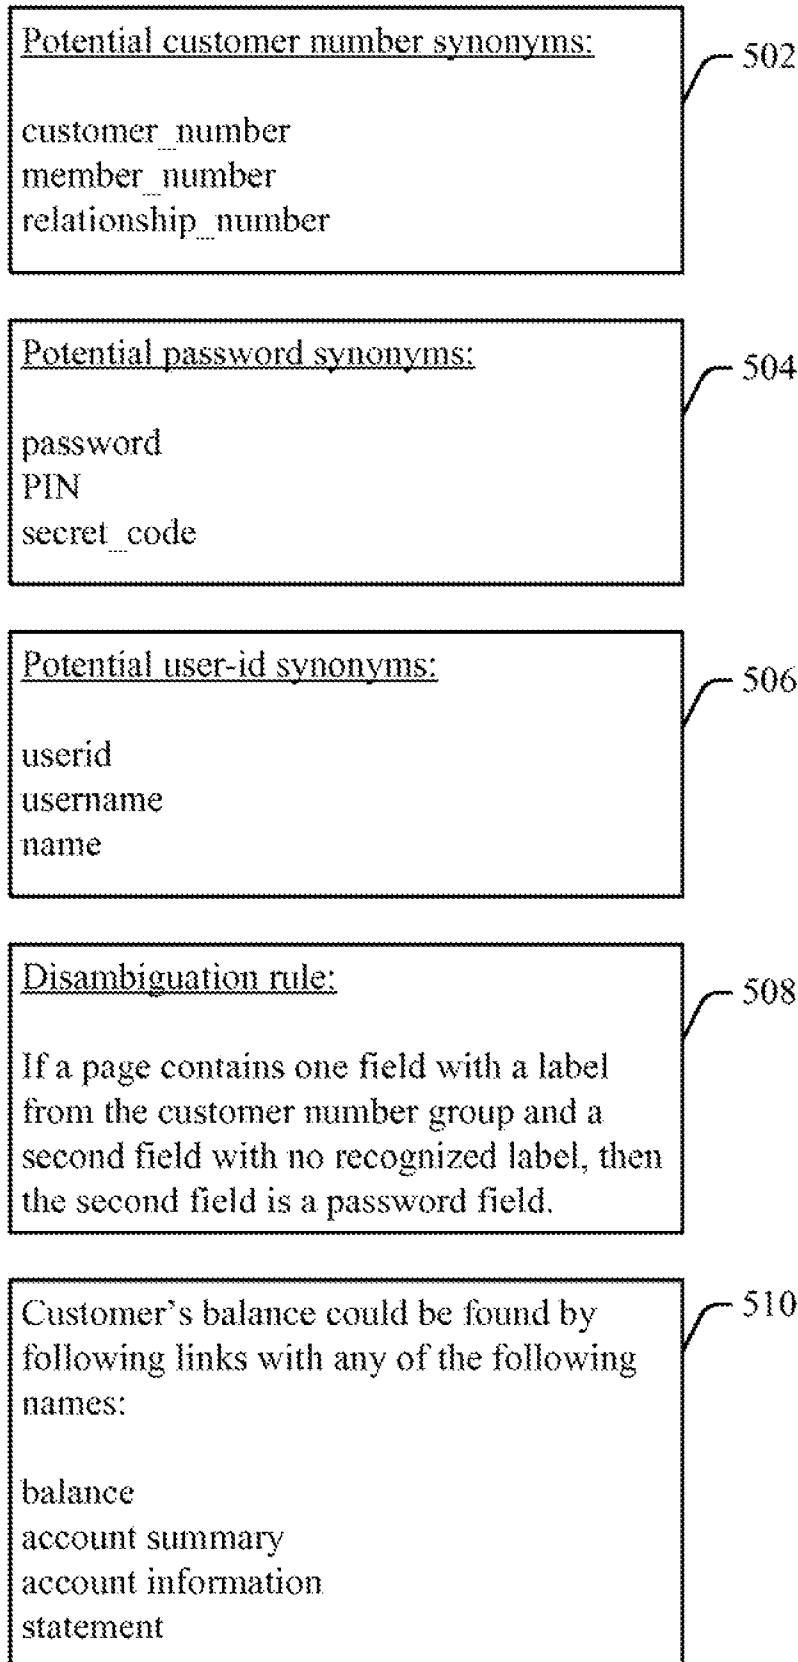 Potential customer number synonyms:
502
customer_number
member_number
relationship_number
Potential password synonyms:
504
password
PIN
secret_code
Potential user-id synonyms:
506
userid
username
name
Disambiguation rule:
508
If a page contains one field with a label
from the customer number group and a
second field with no recognized label, then
the second field is a password field.
Customer's balance could be found by
510
following links with any of the following
names:
balance
account summary
account information
statement